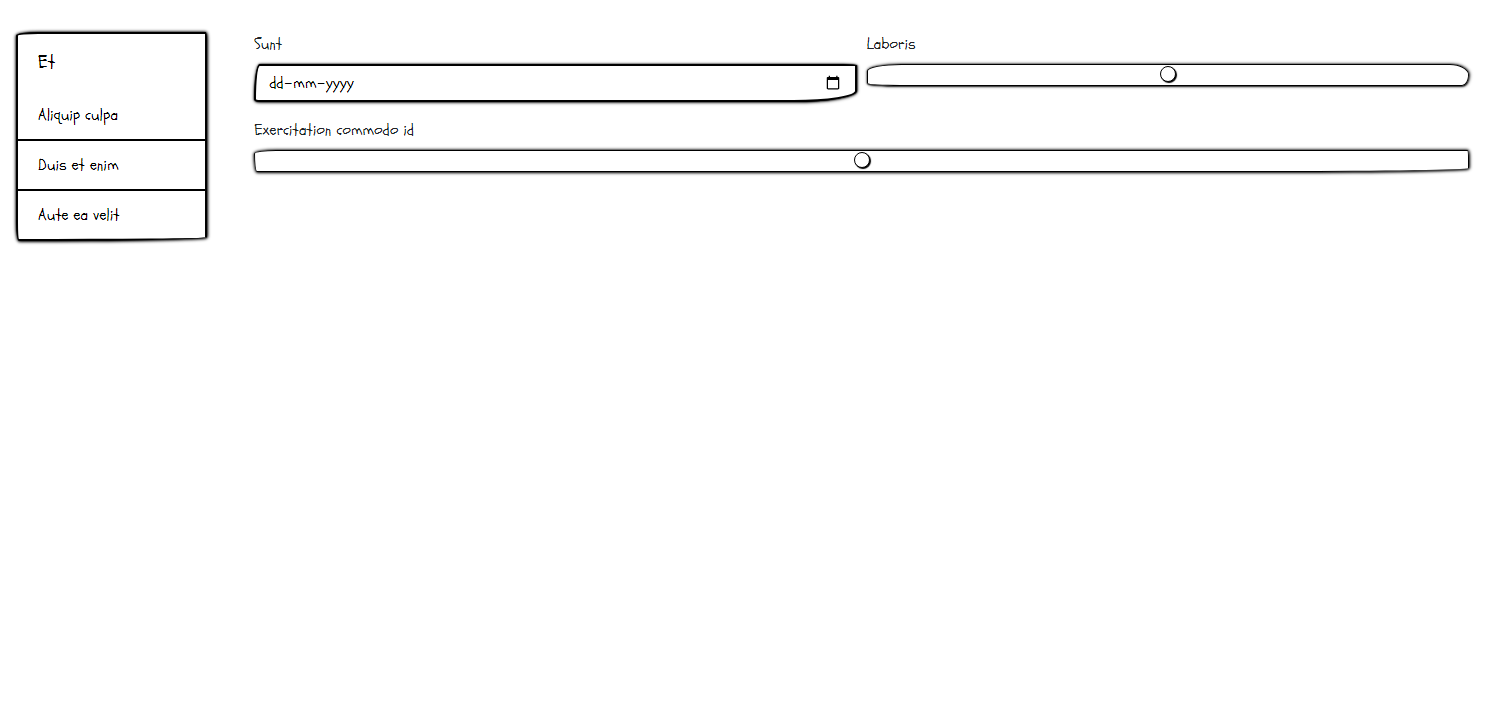 Et
Aliquip culpa
Duis et enim
Aute ea velit
Sunt
dd-mm-yyyy
Laboris
Exercitation commodo id